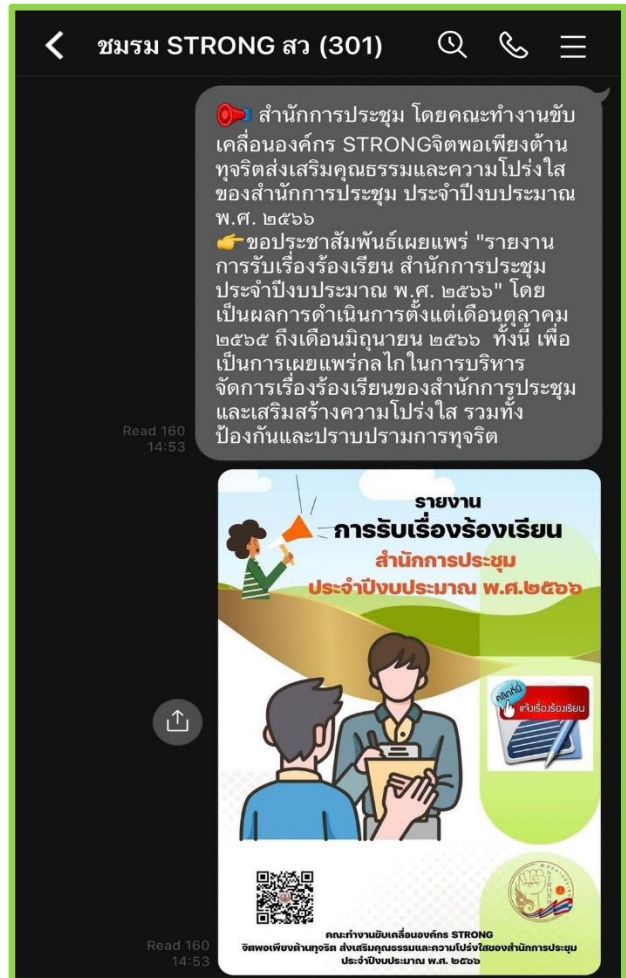 ชมรม STRONG สว (301)
📢 สำนักการประชุม โดยคณะทำงานขับ
เคลื่อนองค์กร STRONGจิตพอเพียงต้าน
ทุจริตส่งเสริมคุณธรรมและความโปร่งใส
ของสำนักการประชุม ประจำปีงบประมาณ
พ.ศ. ๒๕๖๖
👉ขอประชาสัมพันธ์เผยแพร่ "รายงาน
การรับเรื่องร้องเรียน สำนักการประชุม
ประจำปีงบประมาณ พ.ศ. ๒๕๖๖" โดย
เป็นผลการดำเนินการตั้งแต่เดือนตุลาคม
๒๕๖๕ ถึงเดือนมิถุนายน ๒๕๖๖ ทั้งนี้ เพื่อ
เป็นการเผยแพร่กลไกในการบริหาร
จัดการเรื่องร้องเรียนของสำนักการประชุม
และเสริมสร้างความโปร่งใส รวมทั้ง
ป้องกันและปราบปรามการทุจริต
Read 160
14:53
รายงาน
การรับเรื่องร้องเรียน
สำนักการประชุม
ประจำปีงบประมาณ พ.ศ.๒๕๖๖
คลิกที่นี่
แจ้งเรื่องร้องเรียน
คณะทำงานขับเคลื่อนองค์กร STRONG
จิตพอเพียงต้านทุจริต ส่งเสริมคุณธรรมและความโปร่งใสของสำนักการประชุม
ประจำปีงบประมาณ พ.ศ. ๒๕๖๖
Read 160
14:53